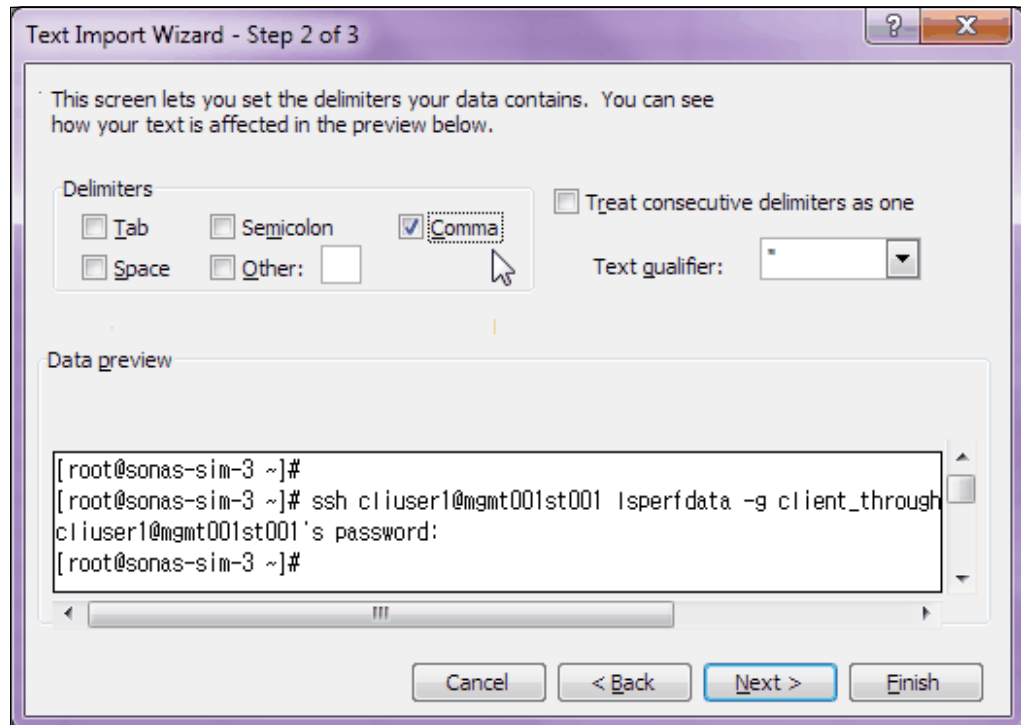 Text Import Wizard - Step 2 of 3
This screen lets you set the delimiters your data contains. You can see
how your text is affected in the preview below.
Delimiters
Tab
Semicolon
Comma
Space
Other:
Treat consecutive delimiters as one
Text qualifier: "
Data preview
[root@sonas-sim-3 ~]#
[root@sonas-sim-3 ~]# ssh cliuser1@mgmt001st001 lsperfdata -g client_through
cliuser1@mgmt001st001's password:
[root@sonas-sim-3 ~]#
Cancel
< Back
Next >
Finish